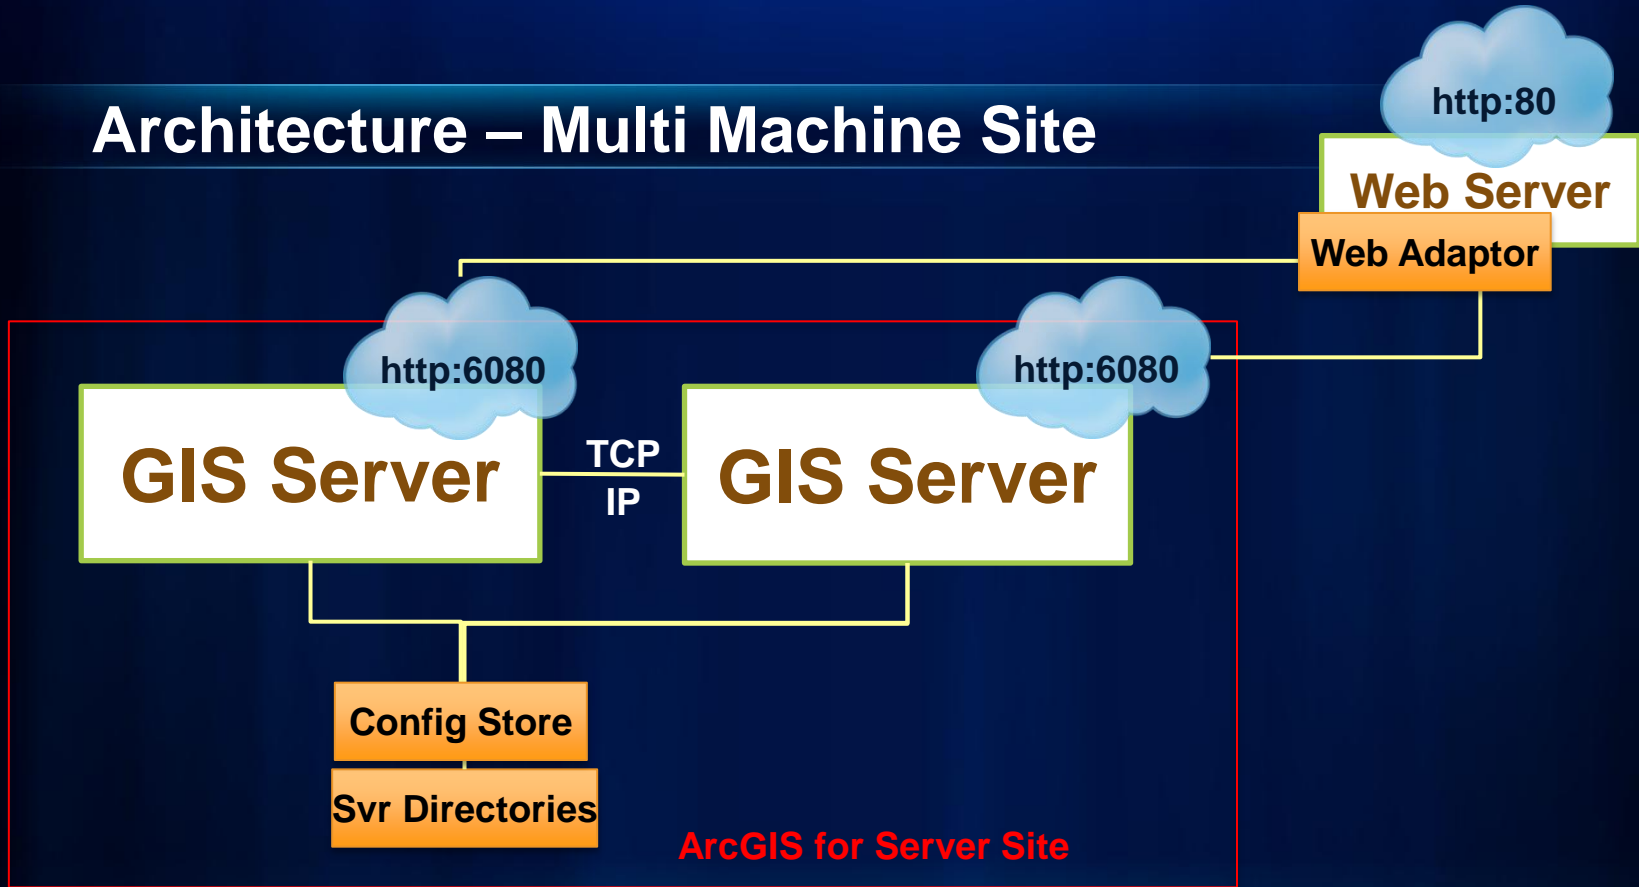 http:80
Architecture – Multi Machine Site
Web Server
Web Adaptor
http:6080
http:6080
GIS Server
TCP
IP
GIS Server
Config Store
Svr Directories
ArcGIS for Server Site